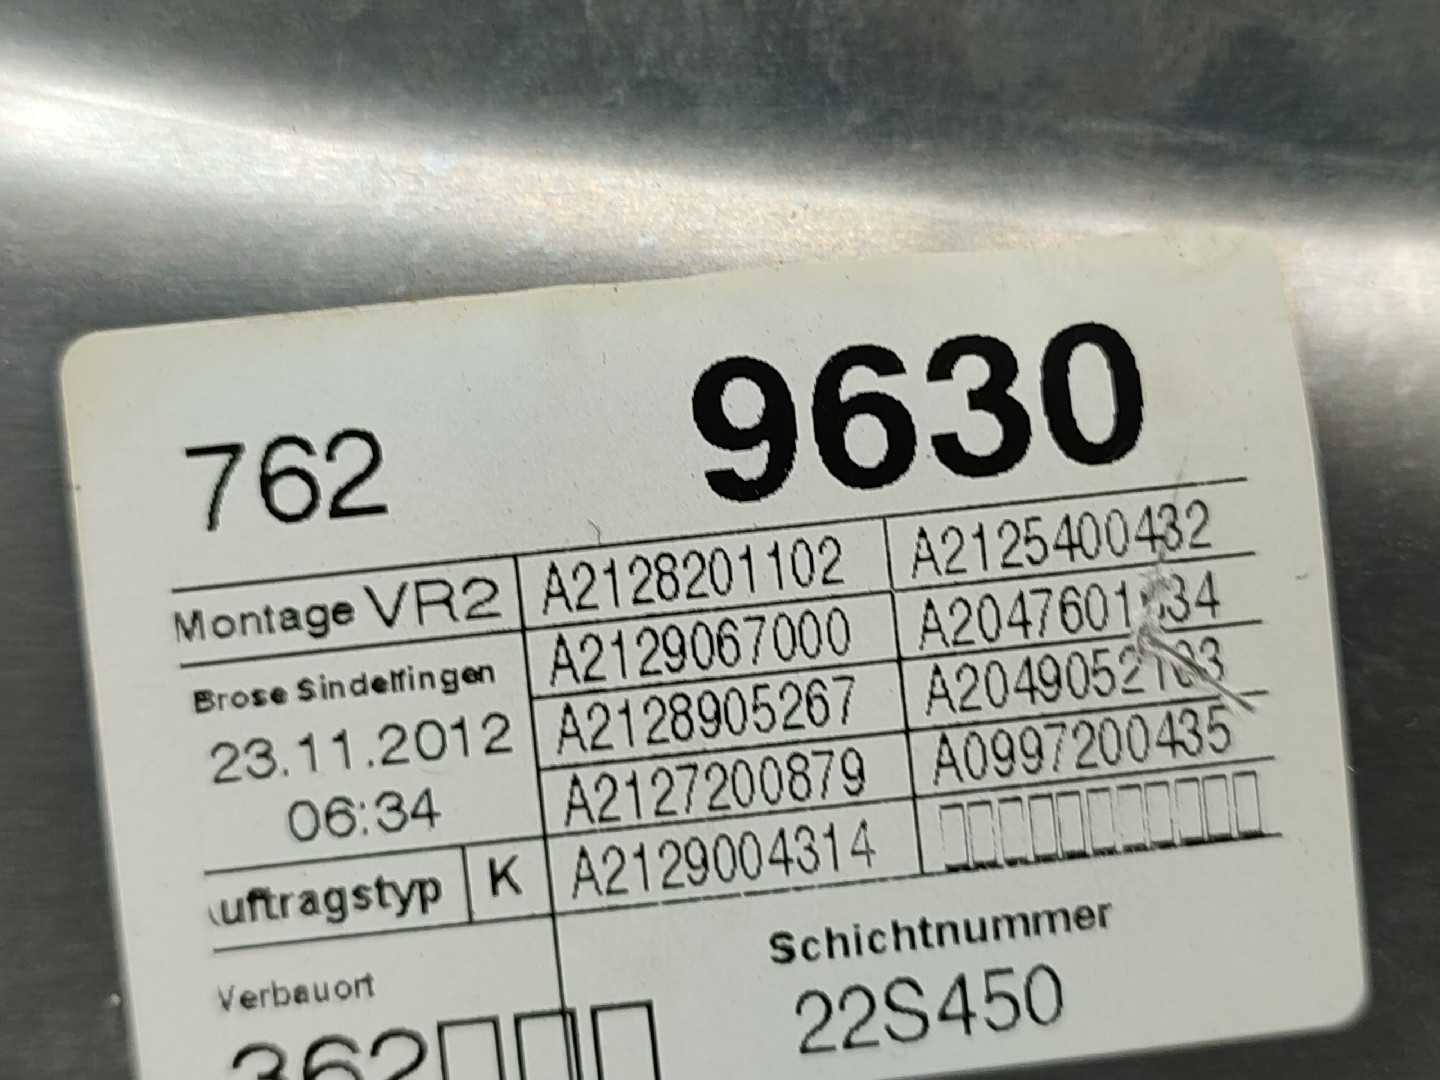 762 9630
Montage VR2 A2128201102 A2125400432
A2129067000
Brose Sindelfingen A2128905267
23.11.2012 A2127200879 A0997200435
06:34 A2129004314
uftragstyp K
Schichtnummer
Verbauort 22S450
362